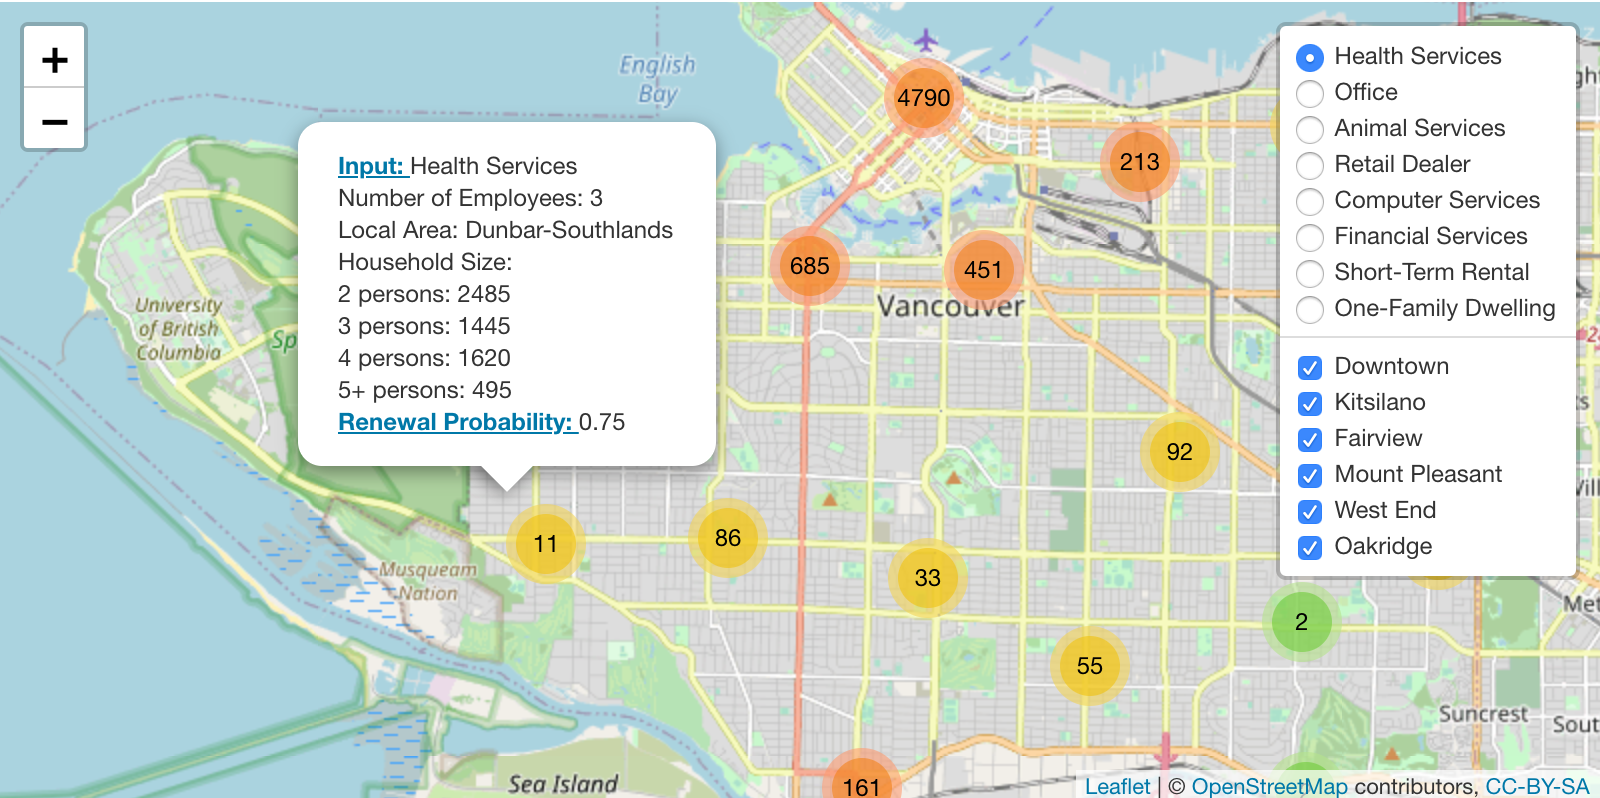 +
−
English
Bay
4790
213
685
451
Vancouver
University
of British
Columbia
Sp
Input: Health Services
Number of Employees: 3
Local Area: Dunbar-Southlands
Household Size:
2 persons: 2485
3 persons: 1445
4 persons: 1620
5+ persons: 495
Renewal Probability: 0.75
Health Services
Office
Animal Services
Retail Dealer
Computer Services
Financial Services
Short-Term Rental
One-Family Dwelling
Downtown
Kitsilano
Fairview
Mount Pleasant
West End
Oakridge
92
11
86
33
Musqueam
Nation
2
55
Met
Suncrest
South
Sea Island
161
Leaflet | © OpenStreetMap contributors, CC-BY-SA